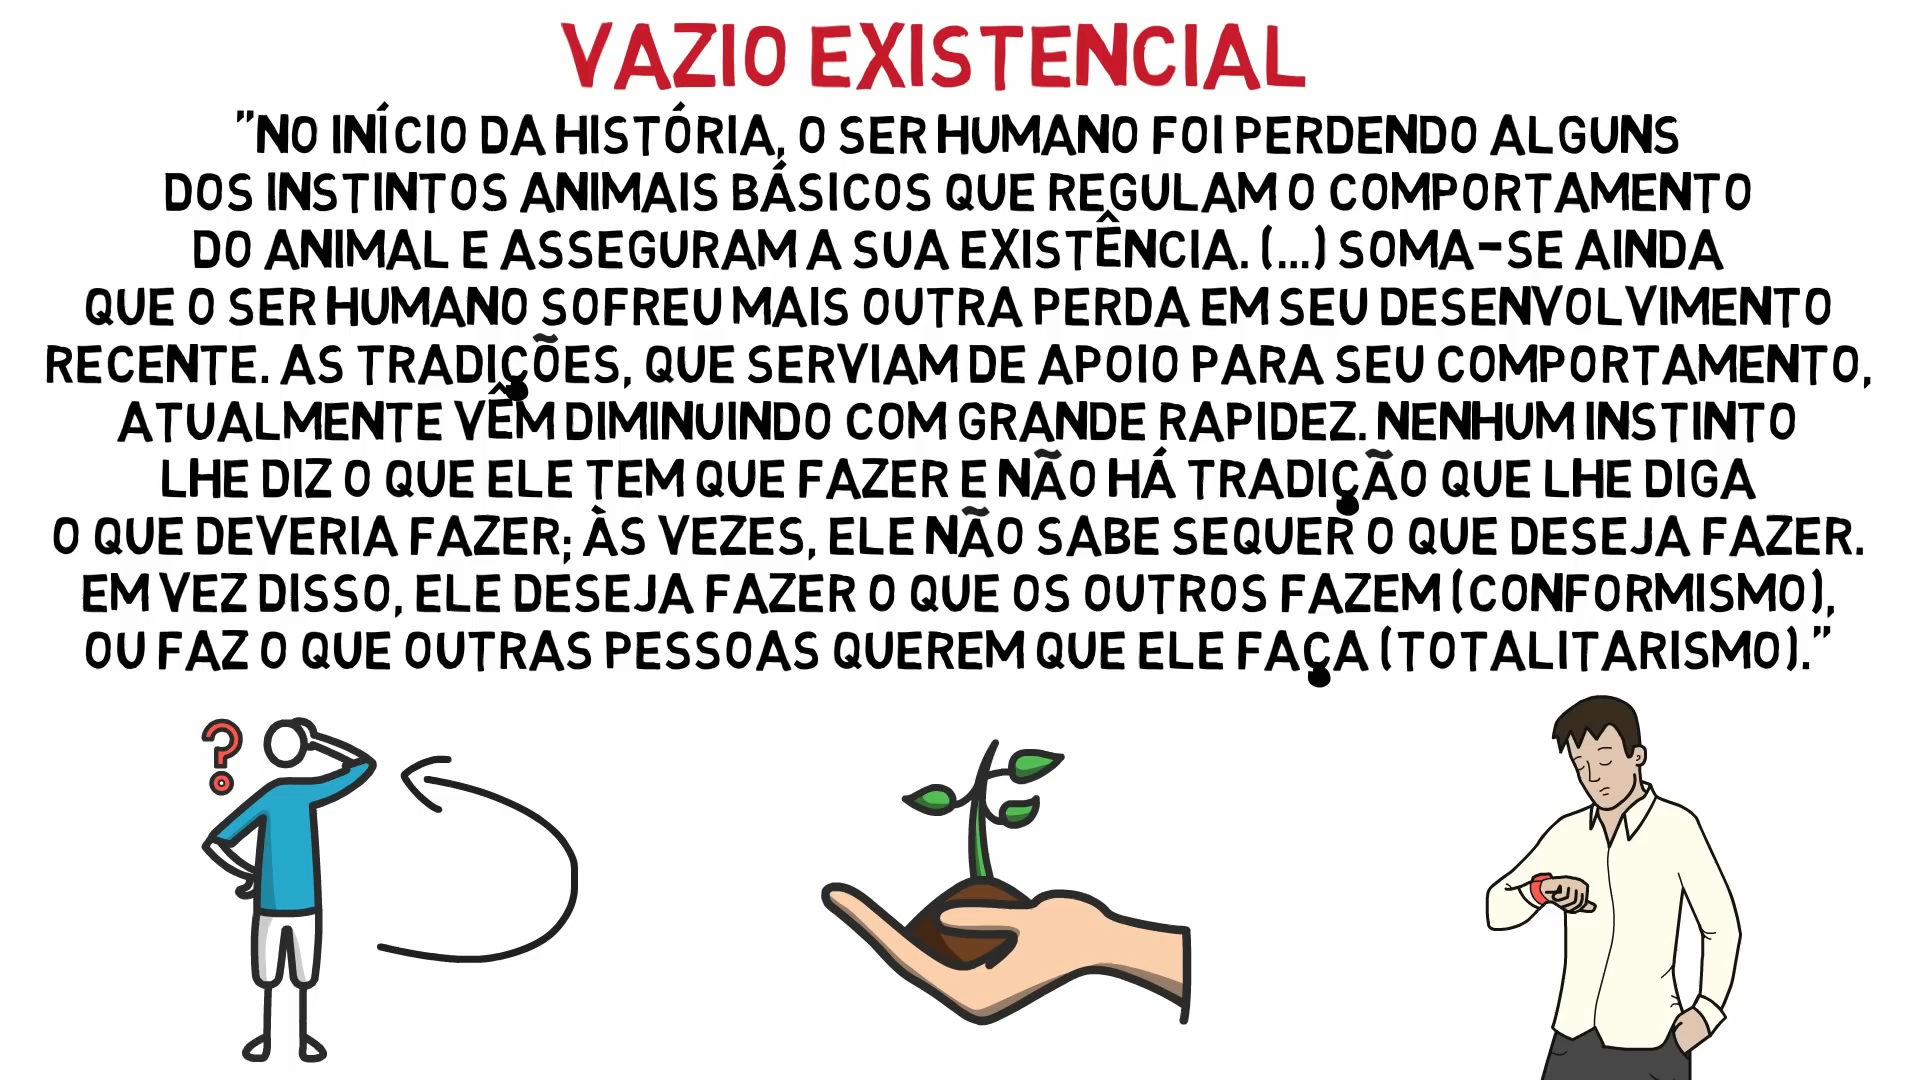 VAZIO EXISTENCIAL
"NO INÍCIO DA HISTÓRIA, O SER HUMANO FOI PERDENDO ALGUNS
DOS INSTINTOS ANIMAIS BÁSICOS QUE REGULAM O COMPORTAMENTO
DO ANIMAL E ASSEGURAM A SUA EXISTÊNCIA. (...) SOMA-SE AINDA
QUE O SER HUMANO SOFREU MAIS OUTRA PERDA EM SEU DESENVOLVIMENTO
RECENTE. AS TRADIÇÕES, QUE SERVIAM DE APOIO PARA SEU COMPORTAMENTO,
ATUALMENTE VÊM DIMINUINDO COM GRANDE RAPIDEZ. NENHUM INSTINTO
LHE DIZ O QUE ELE TEM QUE FAZER E NÃO HÁ TRADIÇÃO QUE LHE DIGA
O QUE DEVERIA FAZER; ÀS VEZES, ELE NÃO SABE SEQUER O QUE DESEJA FAZER.
EM VEZ DISSO, ELE DESEJA FAZER O QUE OS OUTROS FAZEM (CONFORMISMO),
OU FAZ O QUE OUTRAS PESSOAS QUEREM QUE ELE FAÇA (TOTALITARISMO)."
?